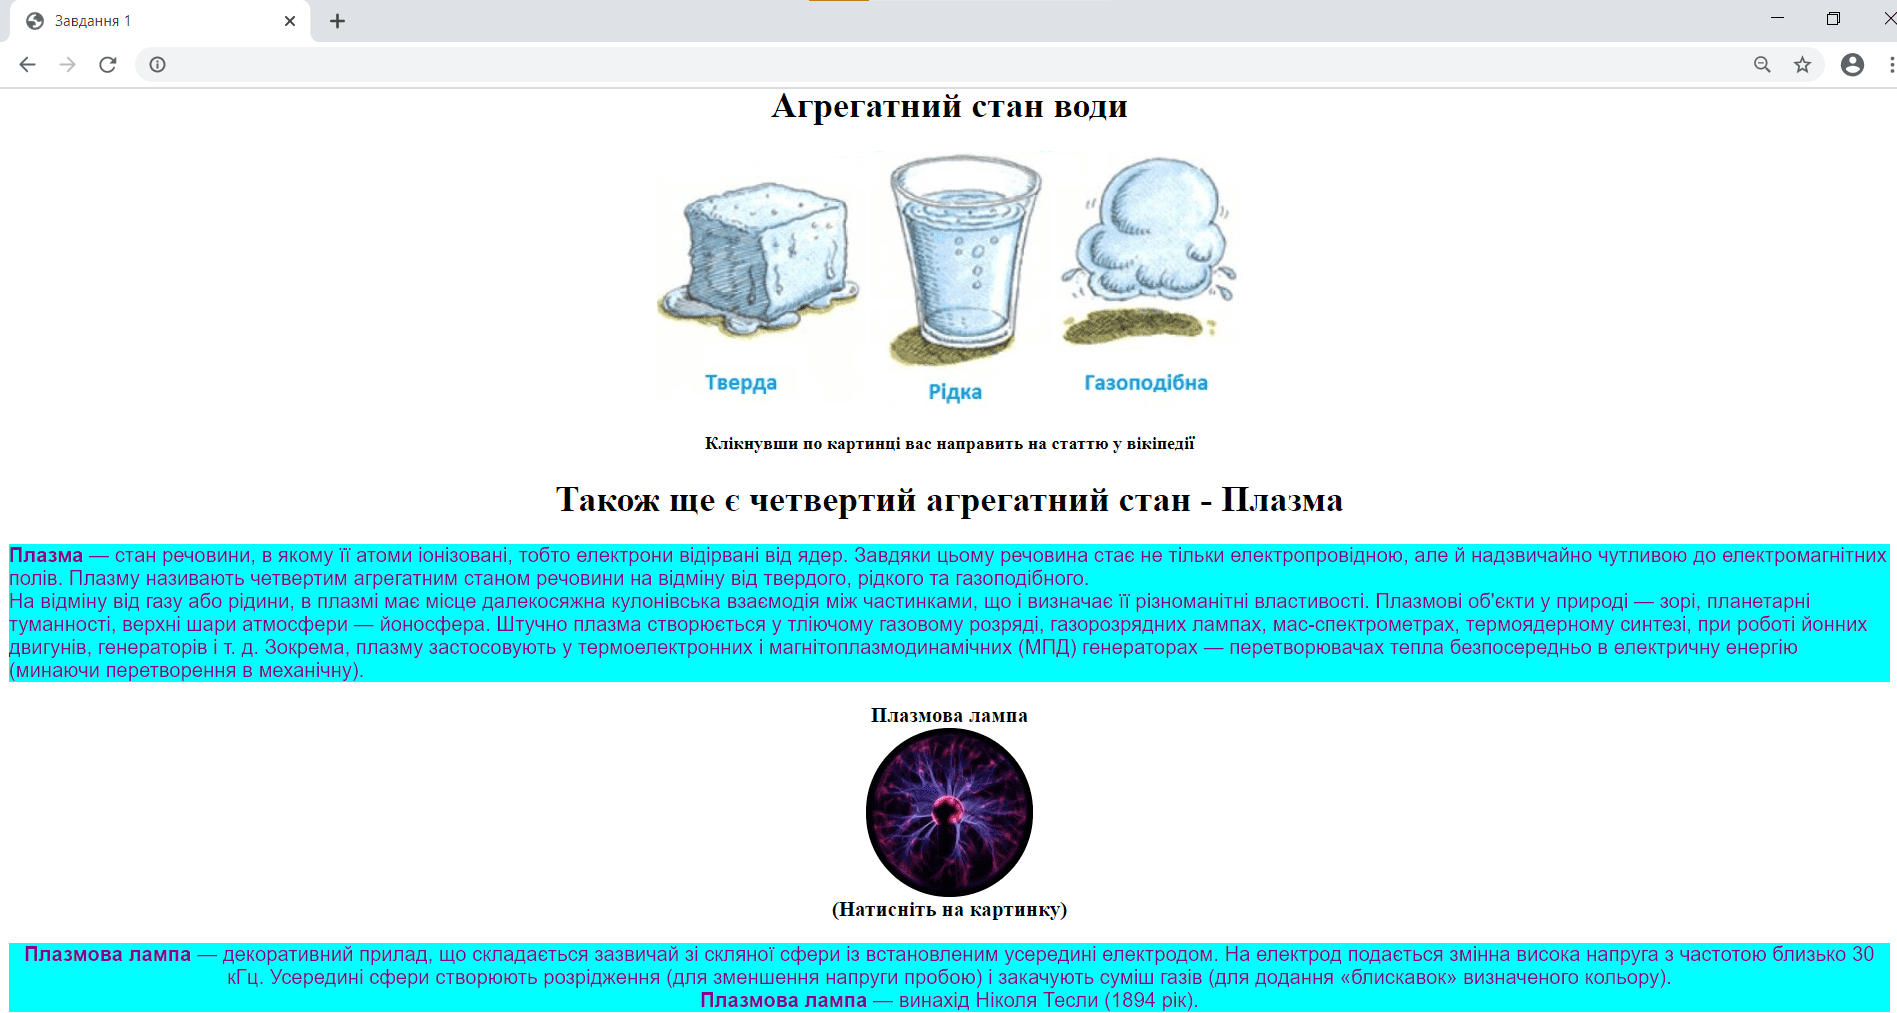 Завдання 1
Агрегатний стан води
Тверда
Рідка
Газоподібна
Клікнувши по картинці вас направить на статтю у вікіпедії
Також ще є четвертий агрегатний стан - Плазма
Плазма — стан речовини, в якому її атоми іонізовані, тобто електрони відірвані від ядер. Завдяки цьому речовина стає не тільки електропровідною, але й надзвичайно чутливою до електромагнітних
полів. Плазму називають четвертим агрегатним станом речовини на відміну від твердого, рідкого та газоподібного.
На відміну від газу або рідини, в плазмі має місце далекосяжна кулонівська взаємодія між частинками, що і визначає її різноманітні властивості. Плазмові об'єкти у природі — зорі, планетарні
туманності, верхні шари атмосфери — йоносфера. Штучно плазма створюється у тліючому газовому розряді, газорозрядних лампах, мас-спектрометрах, термоядерному синтезі, при роботі йонних
двигунів, генераторів і т. д. Зокрема, плазму застосовують у термоелектронних і магнітоплазмодинамічних (МПД) генераторах — перетворювачах тепла безпосередньо в електричну енергію
(минаючи перетворення в механічну).
Плазмова лампа
(Натисніть на картинку)
Плазмова лампа — декоративний прилад, що складається зазвичай зі скляної сфери із встановленим усередині електродом. На електрод подається змінна висока напруга з частотою близько 30
кГц. Усередині сфери створюють розрідження (для зменшення напруги пробою) і закачують суміш газів (для додання «блискавок» визначеного кольору).
Плазмова лампа — винахід Ніколя Тесли (1894 рік).